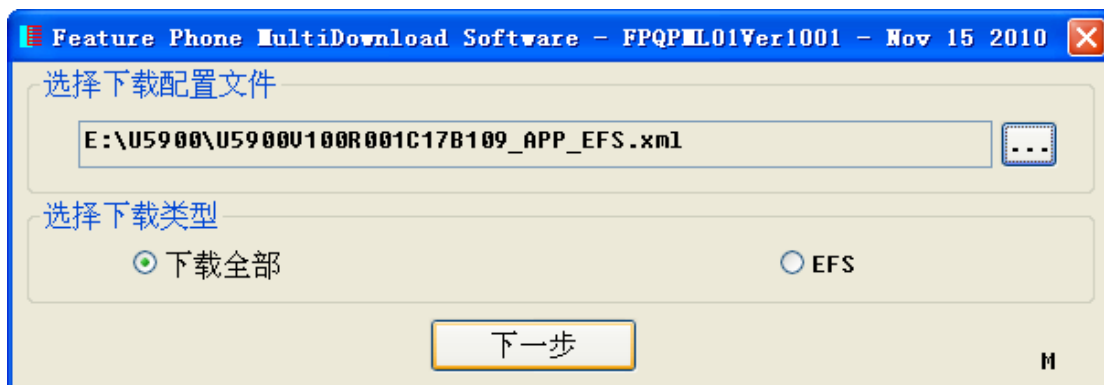 Feature Phone MultiDownload Software - FPQPML01Ver1001 - Nov 15 2010
选择下载配置文件
E:\U5900\U5900V100R001C17B109_APP_EFS.xml
...
选择下载类型
下载全部 EFS
下一步
M